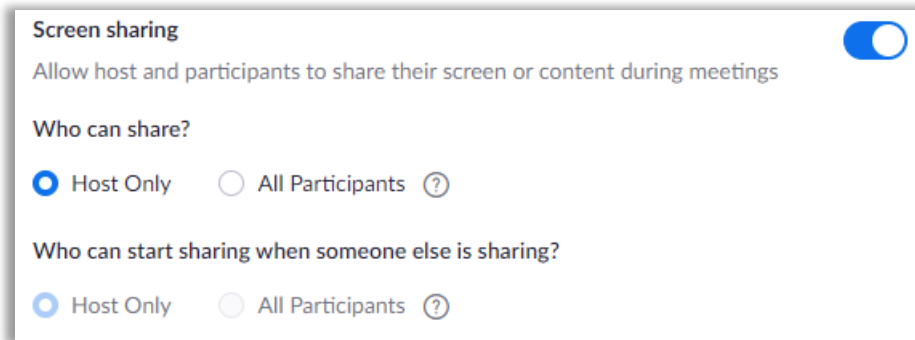 Screen sharing
Allow host and participants to share their screen or content during meetings
Who can share?
Host Only All Participants ?
Who can start sharing when someone else is sharing?
Host Only All Participants ?